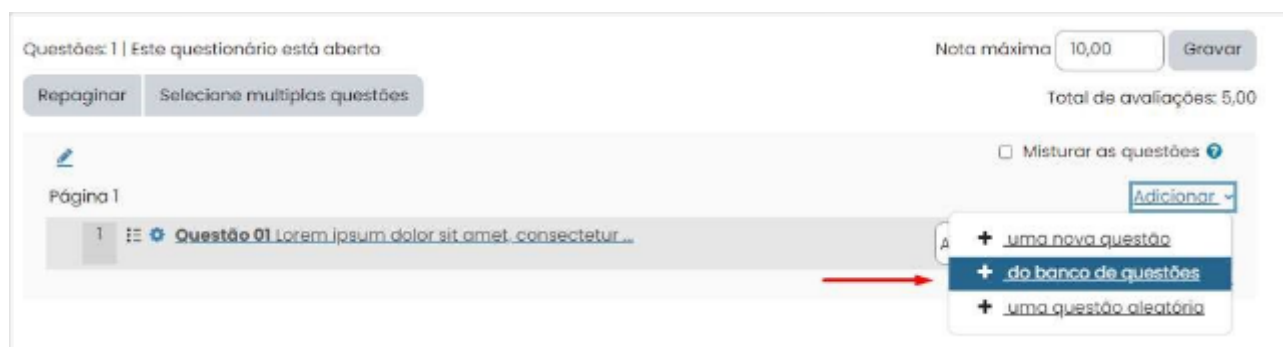 Questões: 1 | Este questionário está aberto
Nota máxima 10,00 Gravar
Repaginar Selecione multiplas questões
Total de avaliações: 5,00
Misturar as questões
Página 1
Adicionar
1 Questão 01 Lorem ipsum dolor sit amet, consectetur ...
A
+ uma nova questão
+ do banco de questões
+ uma questão aleatória